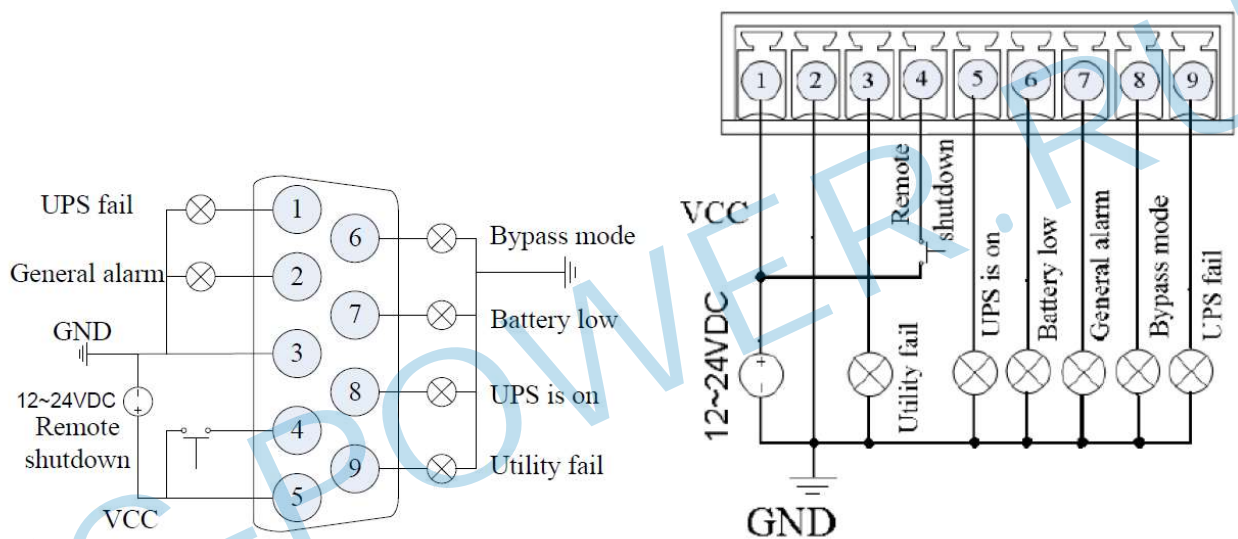 UPS fail
General alarm
GND
12~24VDC
Remote
shutdown
VCC
1
2
3
4
5
6
7
8
9
Bypass mode
Battery low
UPS is on
Utility fail
1 2 3 4 5 6 7 8 9
VCC
12~24VDC
Utility fail
Remote
shutdown
UPS is on
Battery low
General alarm
Bypass mode
UPS fail
GND
-POWER.RU